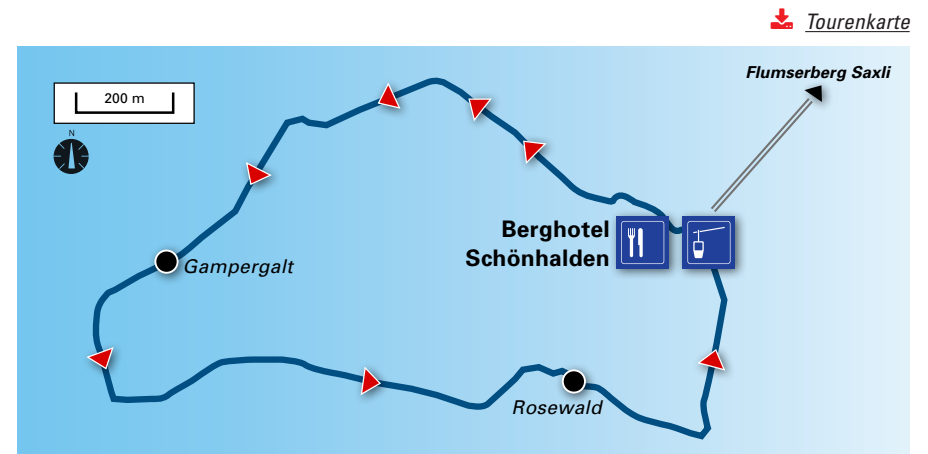 Tourenkarte
Flumserberg Saxli
200 m
N
Berghotel
Schönhalden
Gampergalt
Rosewald